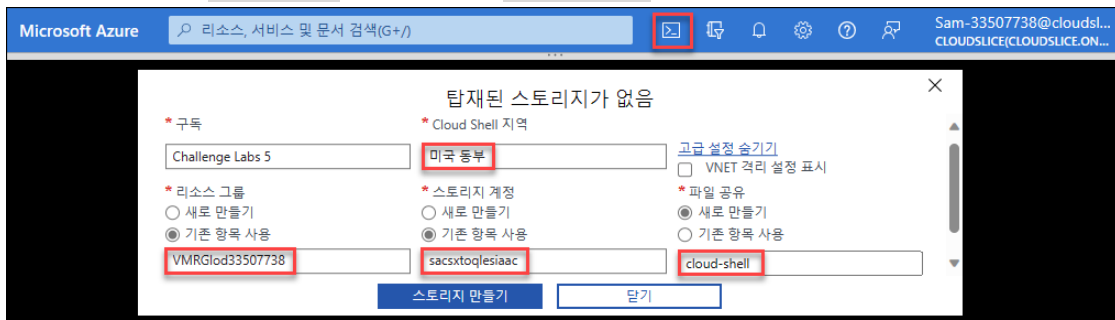 Microsoft Azure
리소스, 서비스 및 문서 검색(G+/)
Sam-33507738@cloudsl...
CLOUDSLICE(CLOUDSLICE.ON...
탑재된 스토리지가 없음
* 구독
* Cloud Shell 지역
Challenge Labs 5
미국 동부
고급 설정 숨기기
VNET 격리 설정 표시
* 리소스 그룹
* 스토리지 계정
* 파일 공유
새로 만들기
새로 만들기
새로 만들기
기존 항목 사용
기존 항목 사용
기존 항목 사용
VMRGlod33507738
sacsxtoqlesiaac
cloud-shell
스토리지 만들기
닫기